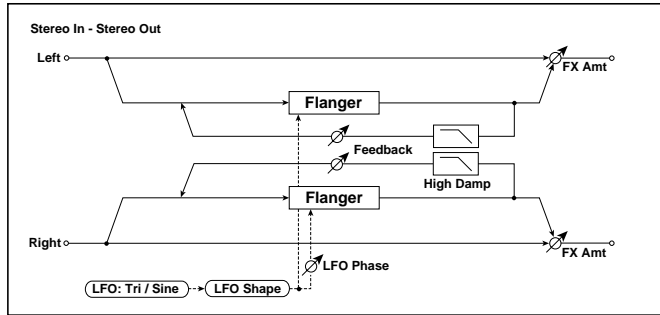 Stereo In - Stereo Out
Left
FX Amt
Flanger
Feedback
High Damp
Flanger
Right
FX Amt
LFO Phase
LFO: Tri / Sine
LFO Shape